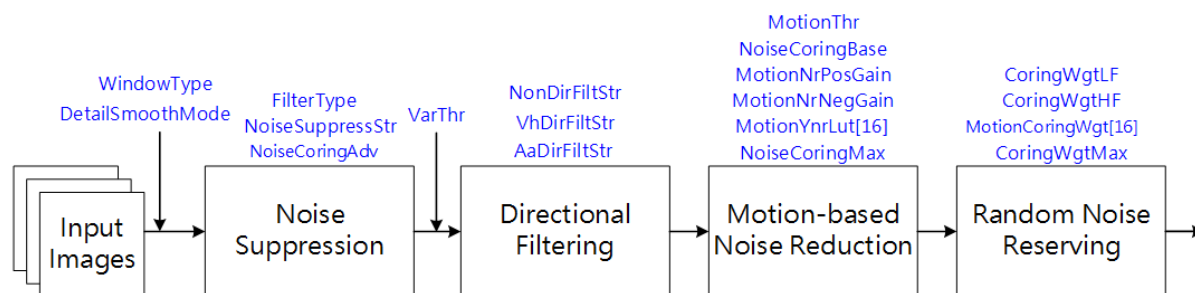 WindowType
DetailSmoothMode
FilterType
NoiseSuppressStr
NoiseCoringAdv
VarThr
NonDirFiltStr
VhDirFiltStr
AaDirFiltStr
MotionThr
NoiseCoringBase
MotionNrPosGain
MotionNrNegGain
MotionYnrLut[16]
NoiseCoringMax
CoringWgtLF
CoringWgtHF
MotionCoringWgt[16]
CoringWgtMax
Input
Images
Noise
Suppression
Directional
Filtering
Motion-based
Noise Reduction
Random Noise
Reserving